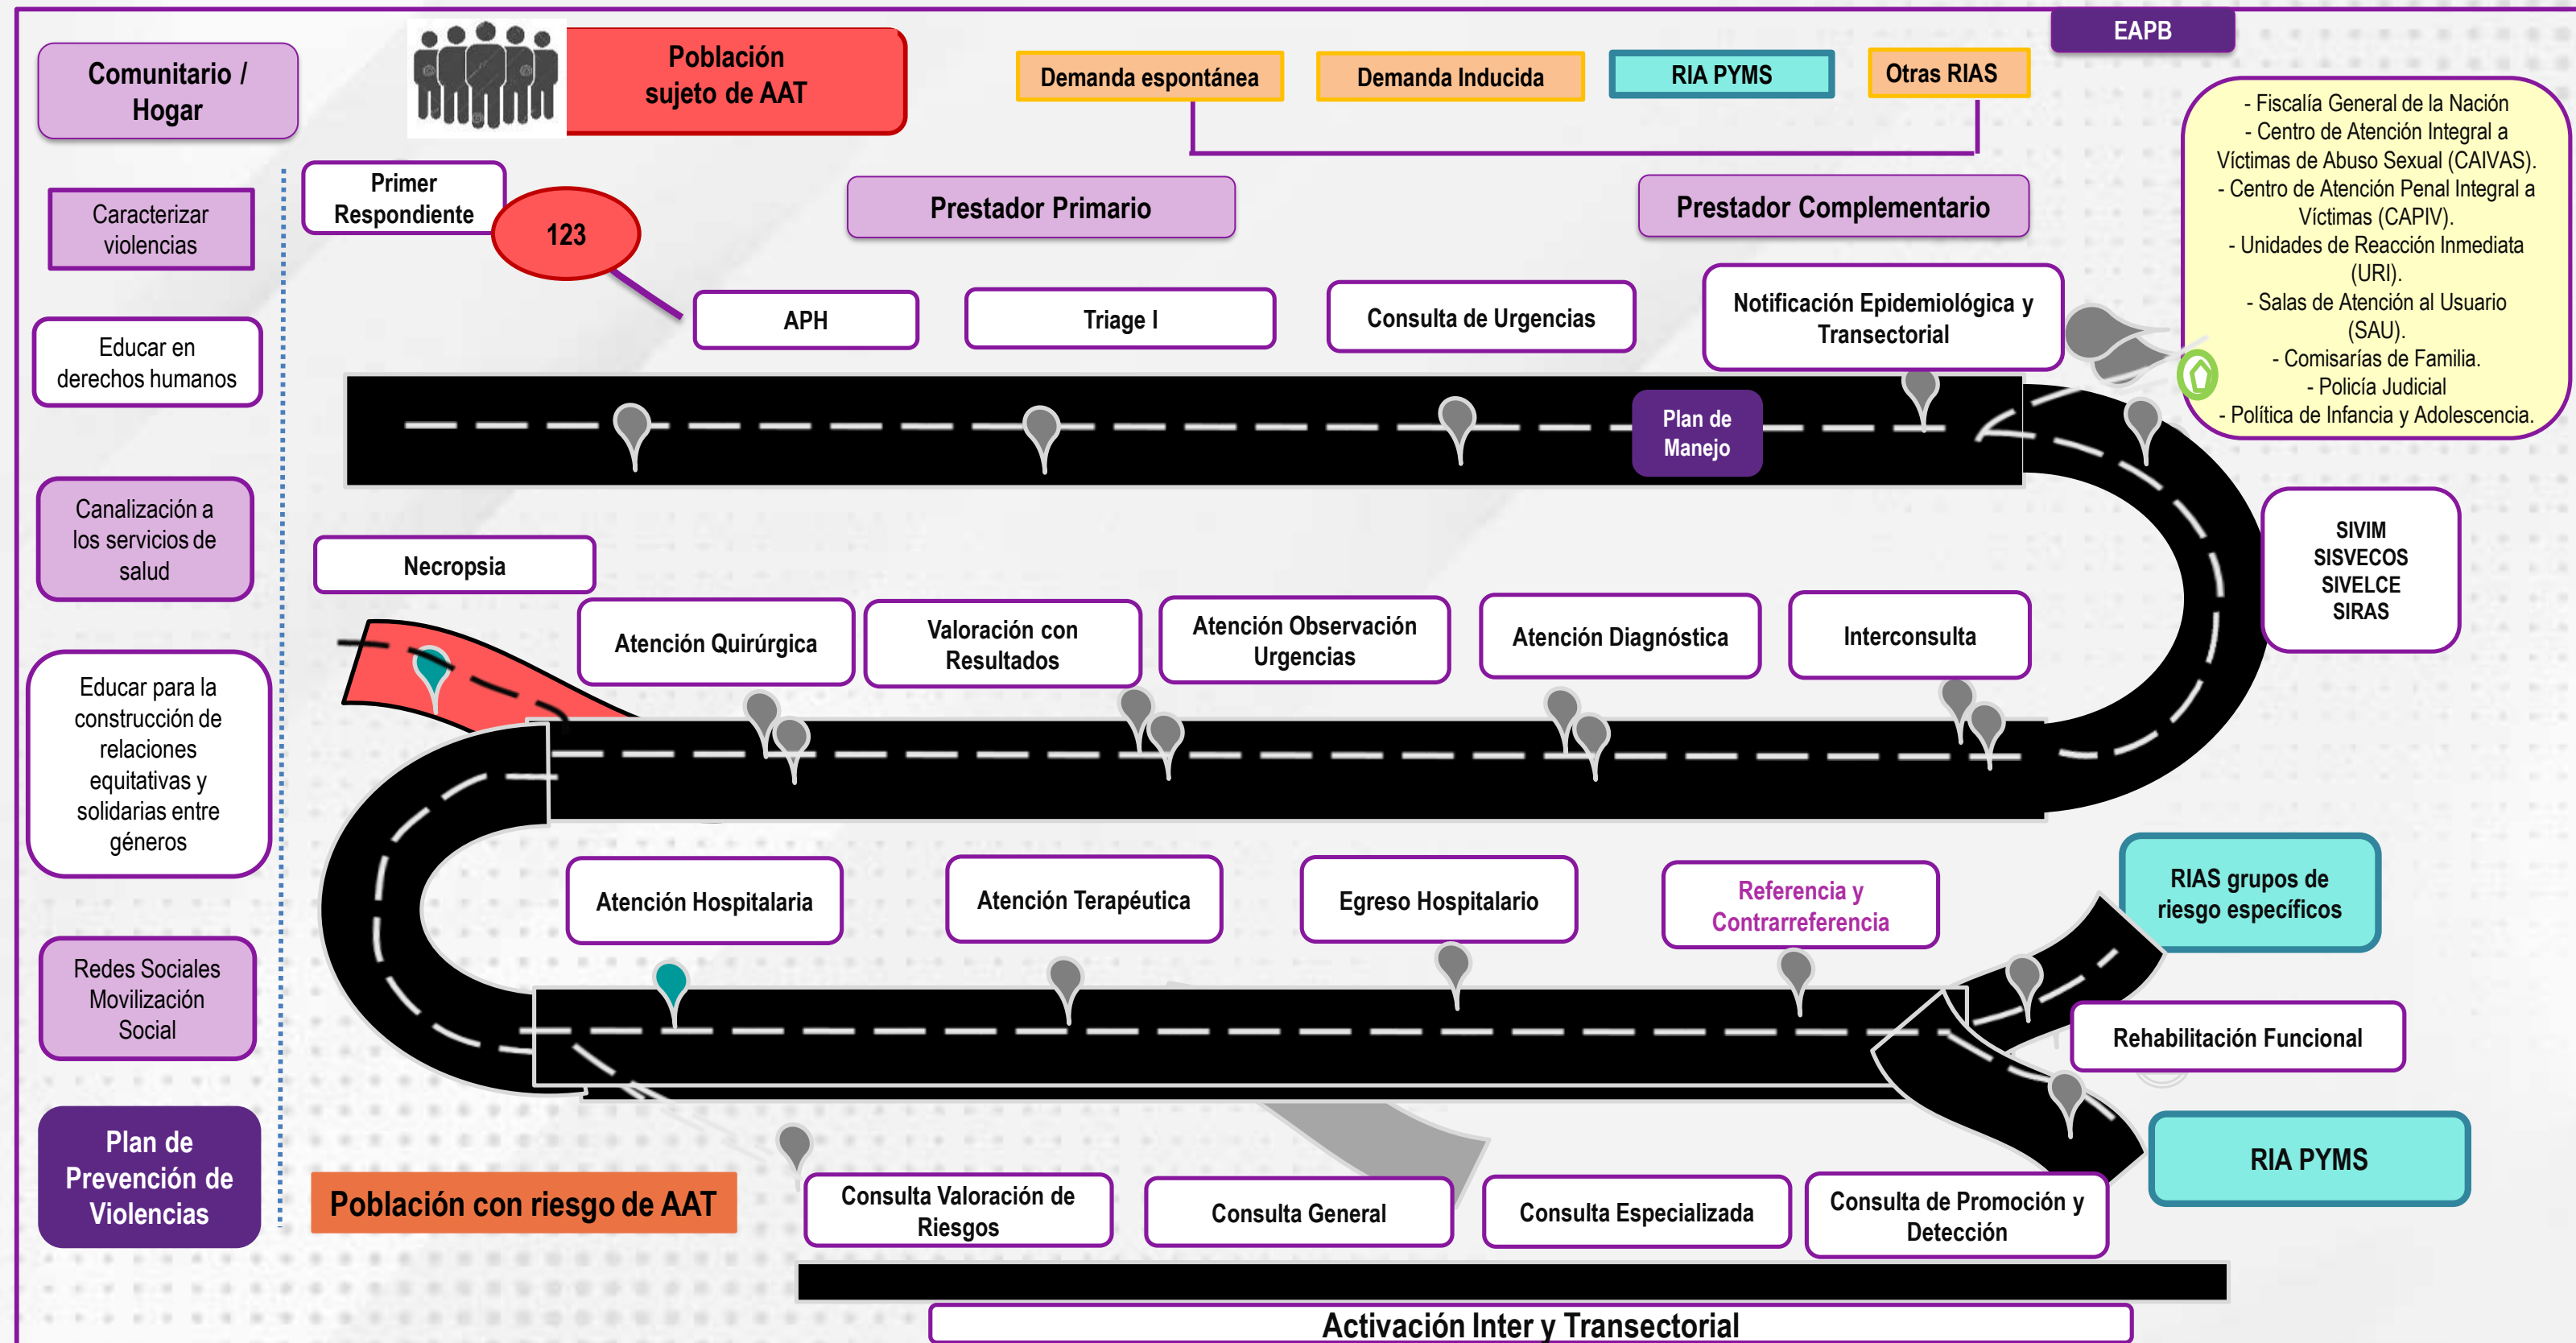 EAPB
Comunitario /
Hogar
Población
sujeto de AAT
Demanda espontánea
Demanda Inducida
RIA PYMS
Otras RIAS
- Fiscalía General de la Nación
- Centro de Atención Integral a
Víctimas de Abuso Sexual (CAIVAS).
- Centro de Atención Penal Integral a
Víctimas (CAPIV).
- Unidades de Reacción Inmediata
(URI).
- Salas de Atención al Usuario
(SAU).
- Comisarías de Familia.
- Policía Judicial
- Política de Infancia y Adolescencia.
Primer
Respondiente
123
Prestador Primario
Prestador Complementario
Caracterizar
violencias
APH
Triage I
Consulta de Urgencias
Notificación Epidemiológica y
Transectorial
Educar en
derechos humanos
Plan de
Manejo
Canalización a
los servicios de
salud
SIVIM
SISVECOS
SIVELCE
SIRAS
Necropsia
Atención Quirúrgica
Valoración con
Resultados
Atención Observación
Urgencias
Atención Diagnóstica
Interconsulta
Educar para la
construcción de
relaciones
equitativas y
solidarias entre
géneros
Atención Hospitalaria
Atención Terapéutica
Egreso Hospitalario
Referencia y
Contrarreferencia
RIAS grupos de
riesgo específicos
Redes Sociales
Movilización
Social
Rehabilitación Funcional
Plan de
Prevención de
Violencias
Población con riesgo de AAT
Consulta Valoración de
Riesgos
Consulta General
Consulta Especializada
Consulta de Promoción y
Detección
RIA PYMS
Activación Inter y Transectorial